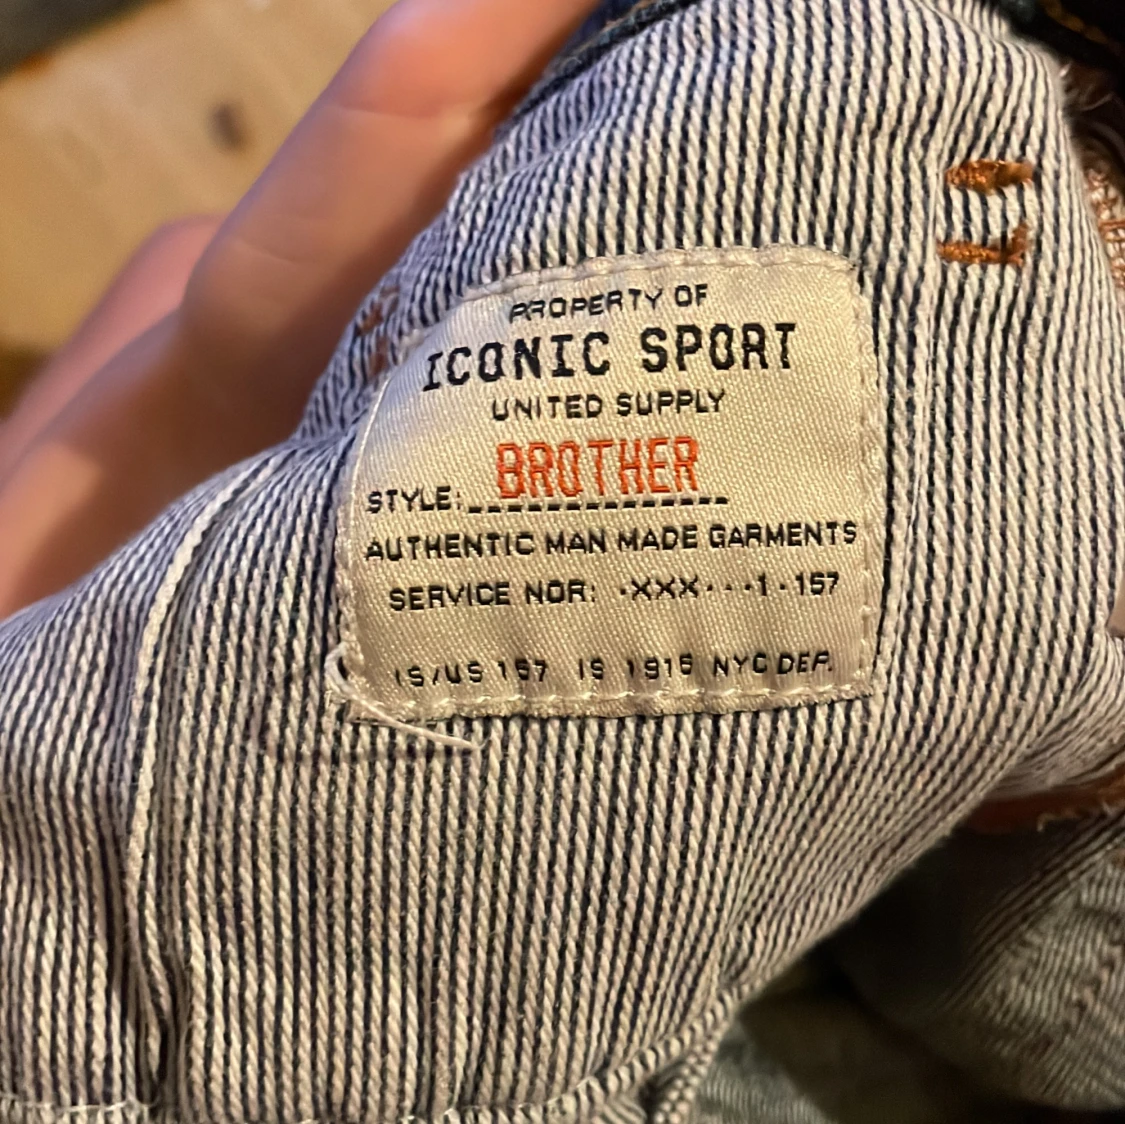 PROPERTY OF
ICONIC SPORT
UNITED SUPPLY
STYLE: BROTHER
AUTHENTIC MAN MADE GARMENTS
SERVICE NOR: ·XXX···1·157
IS/US 157 IS 1916 NYC DEP.